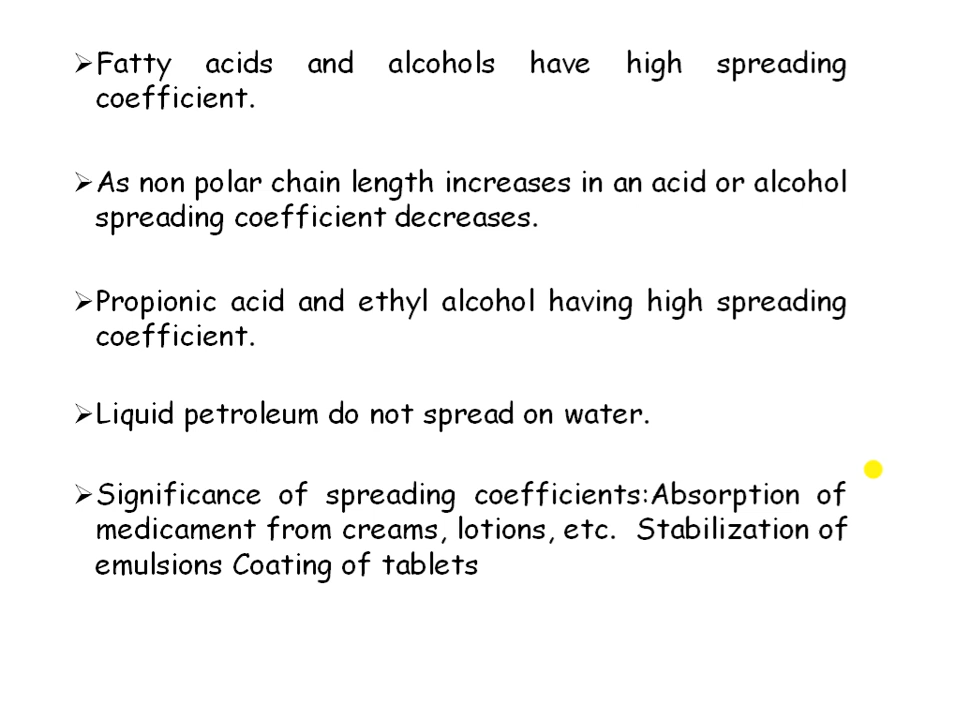 ➢Fatty acids and alcohols have high spreading
coefficient.
➢As non polar chain length increases in an acid or alcohol
spreading coefficient decreases.
➢Propionic acid and ethyl alcohol having high spreading
coefficient.
➢Liquid petroleum do not spread on water.
➢Significance of spreading coefficients:Absorption of
medicament from creams, lotions, etc.  Stabilization of
emulsions Coating of tablets